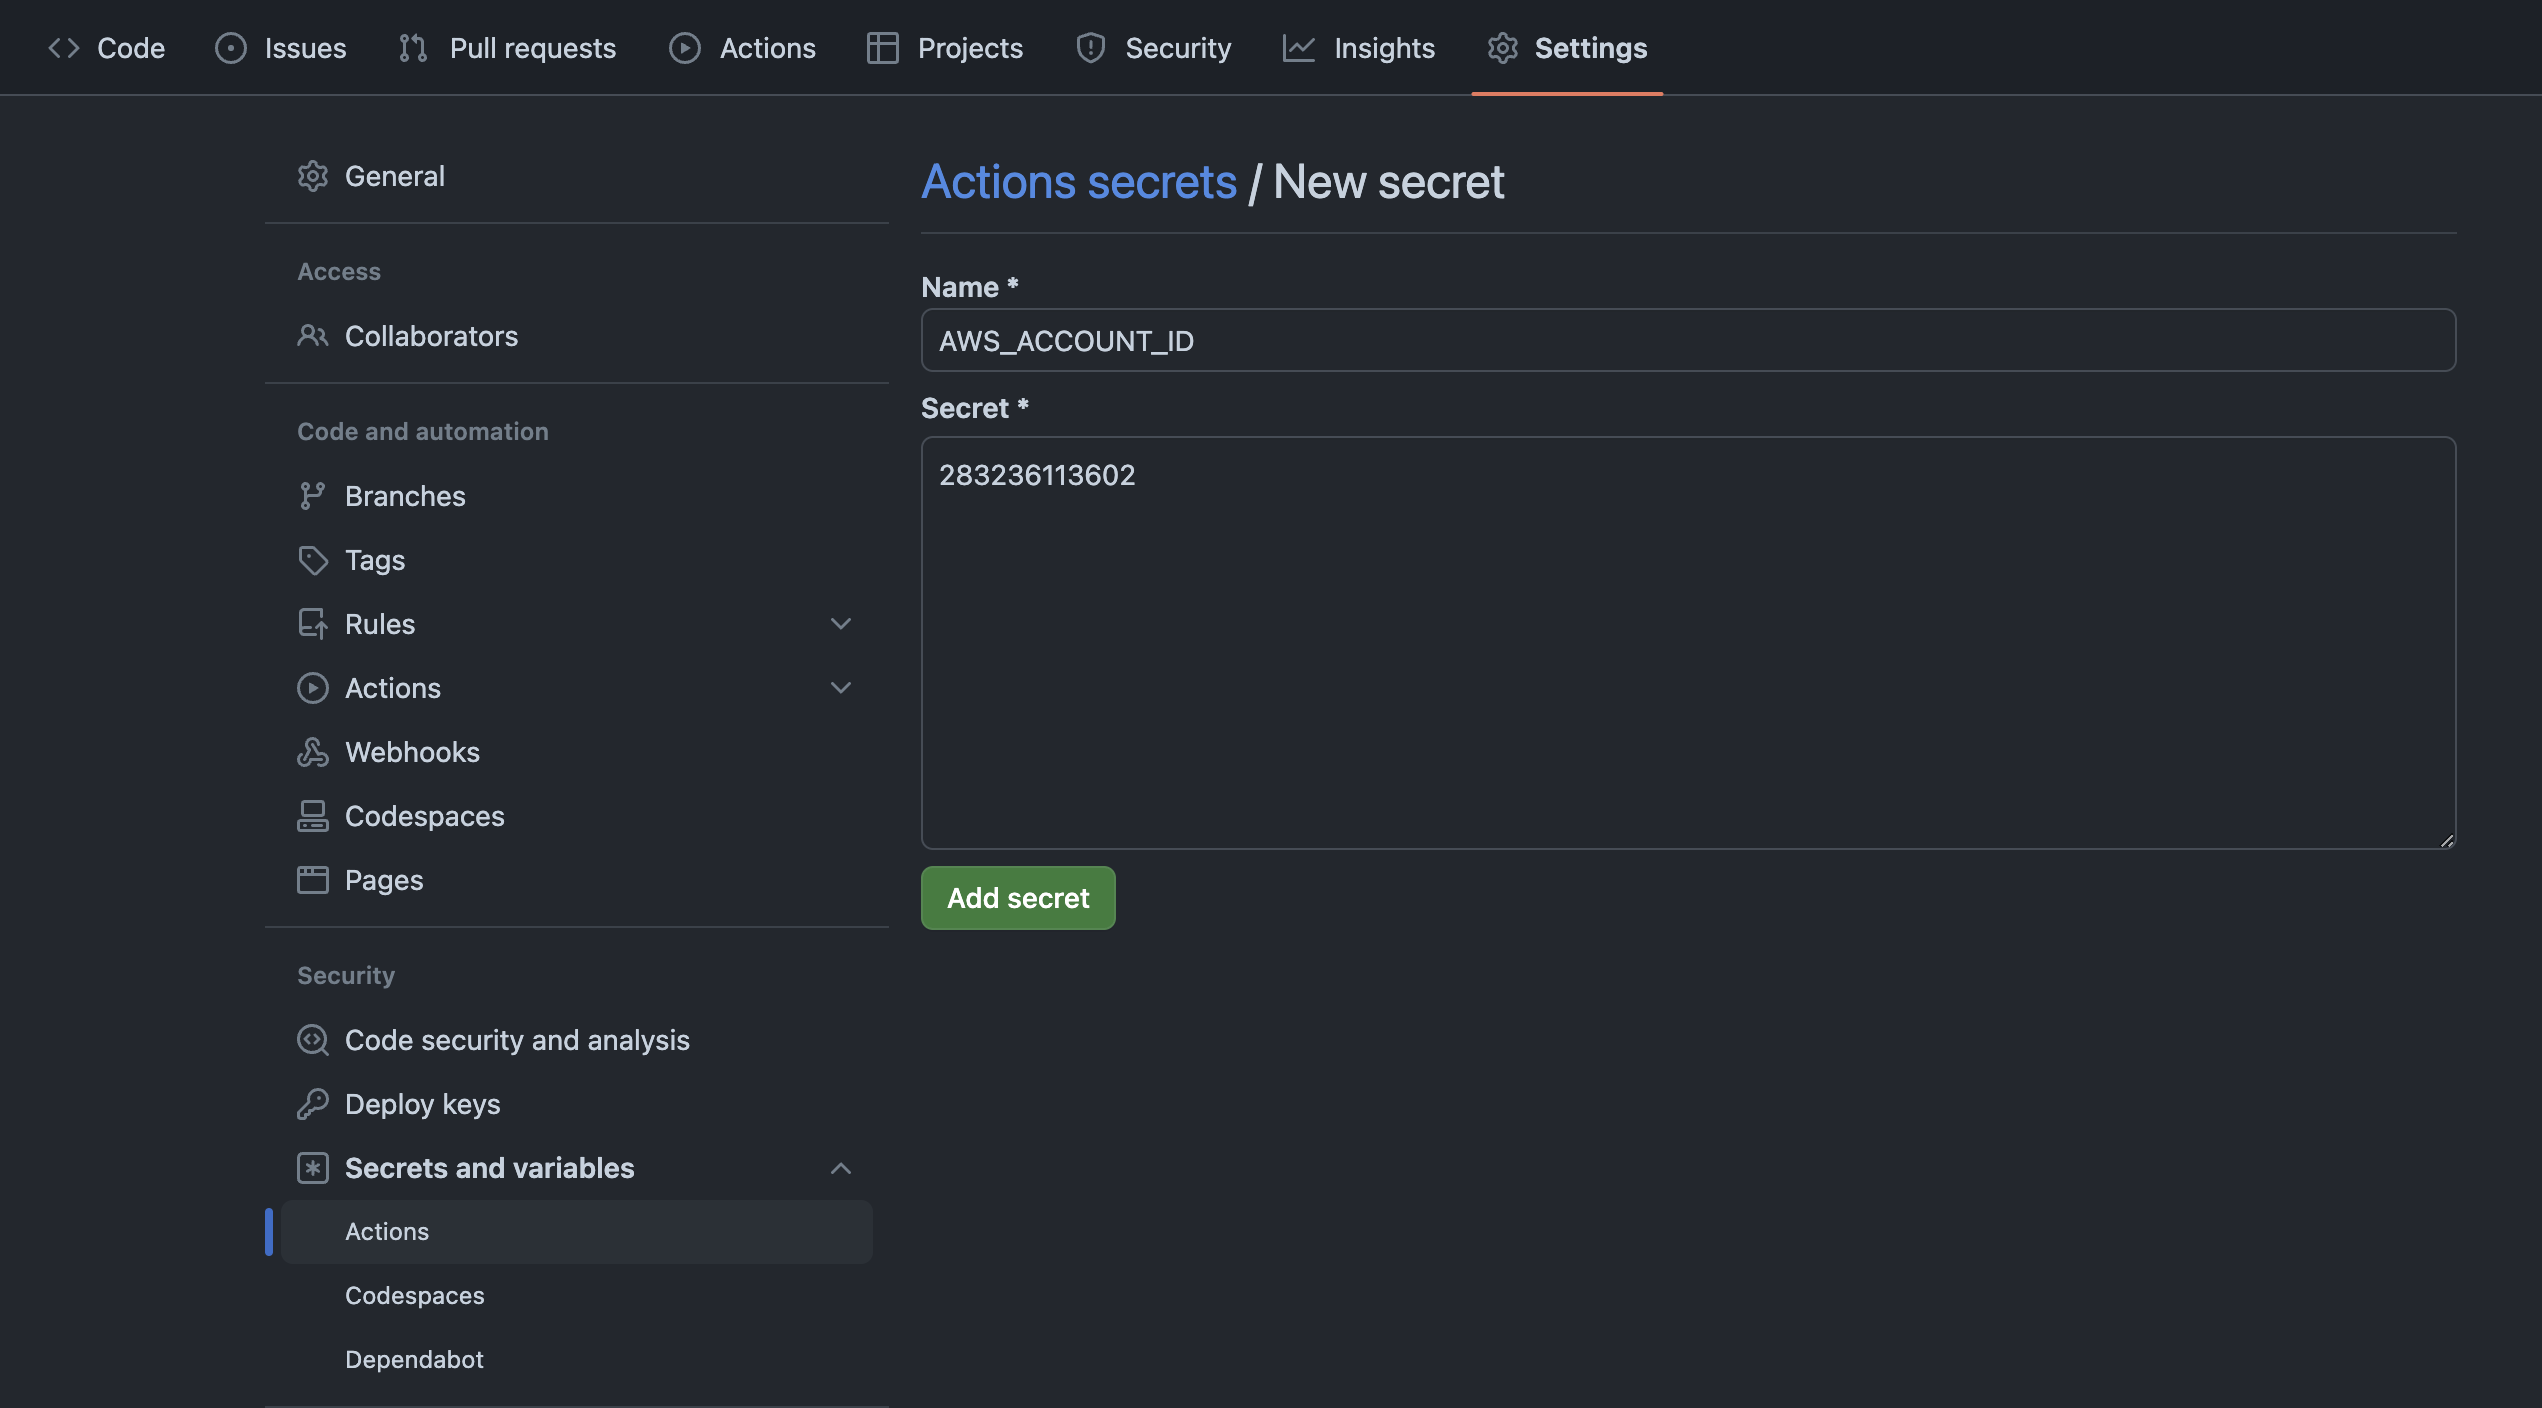 Code Issues Pull requests Actions Projects Security Insights Settings
General
Access
Collaborators
Code and automation
Branches
Tags
Rules
Actions
Webhooks
Codespaces
Pages
Security
Code security and analysis
Deploy keys
Secrets and variables
Actions
Codespaces
Dependabot
Actions secrets / New secret
Name *
AWS_ACCOUNT_ID
Secret *
283236113602
Add secret